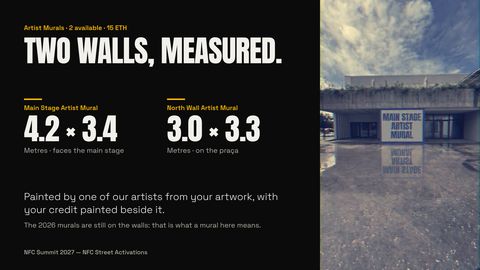 Artist Murals · 2 available · 15 ETH
TWO WALLS, MEASURED.
Main Stage Artist Mural
4.2 × 3.4
Metres · faces the main stage
North Wall Artist Mural
3.0 × 3.3
Metres · on the praça
Painted by one of our artists from your artwork, with
your credit painted beside it.
The 2026 murals are still on the walls: that is what a mural here means.
NFC Summit 2027 — NFC Street Activations
MAIN STAGE
ARTIST
MURAL